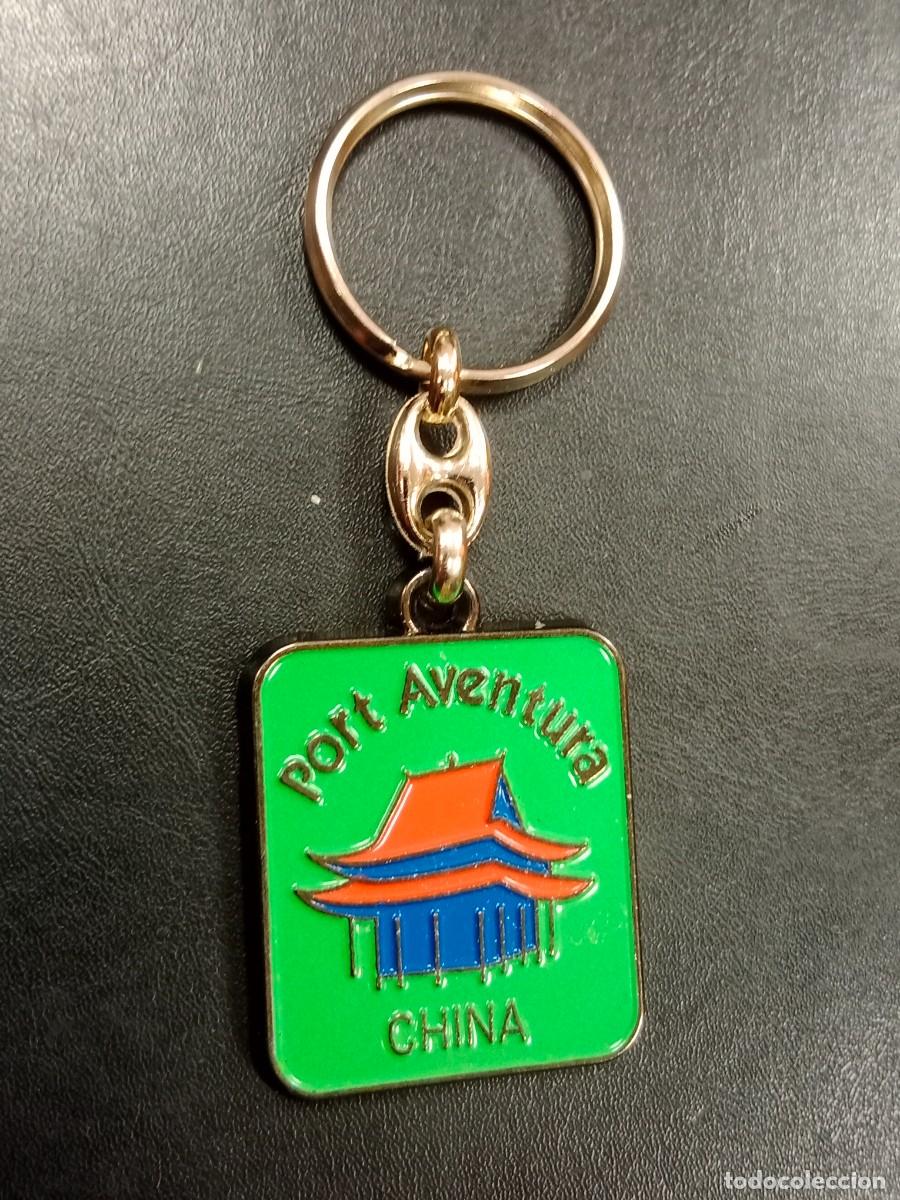 Port Aventura
CHINA
todocoleccion